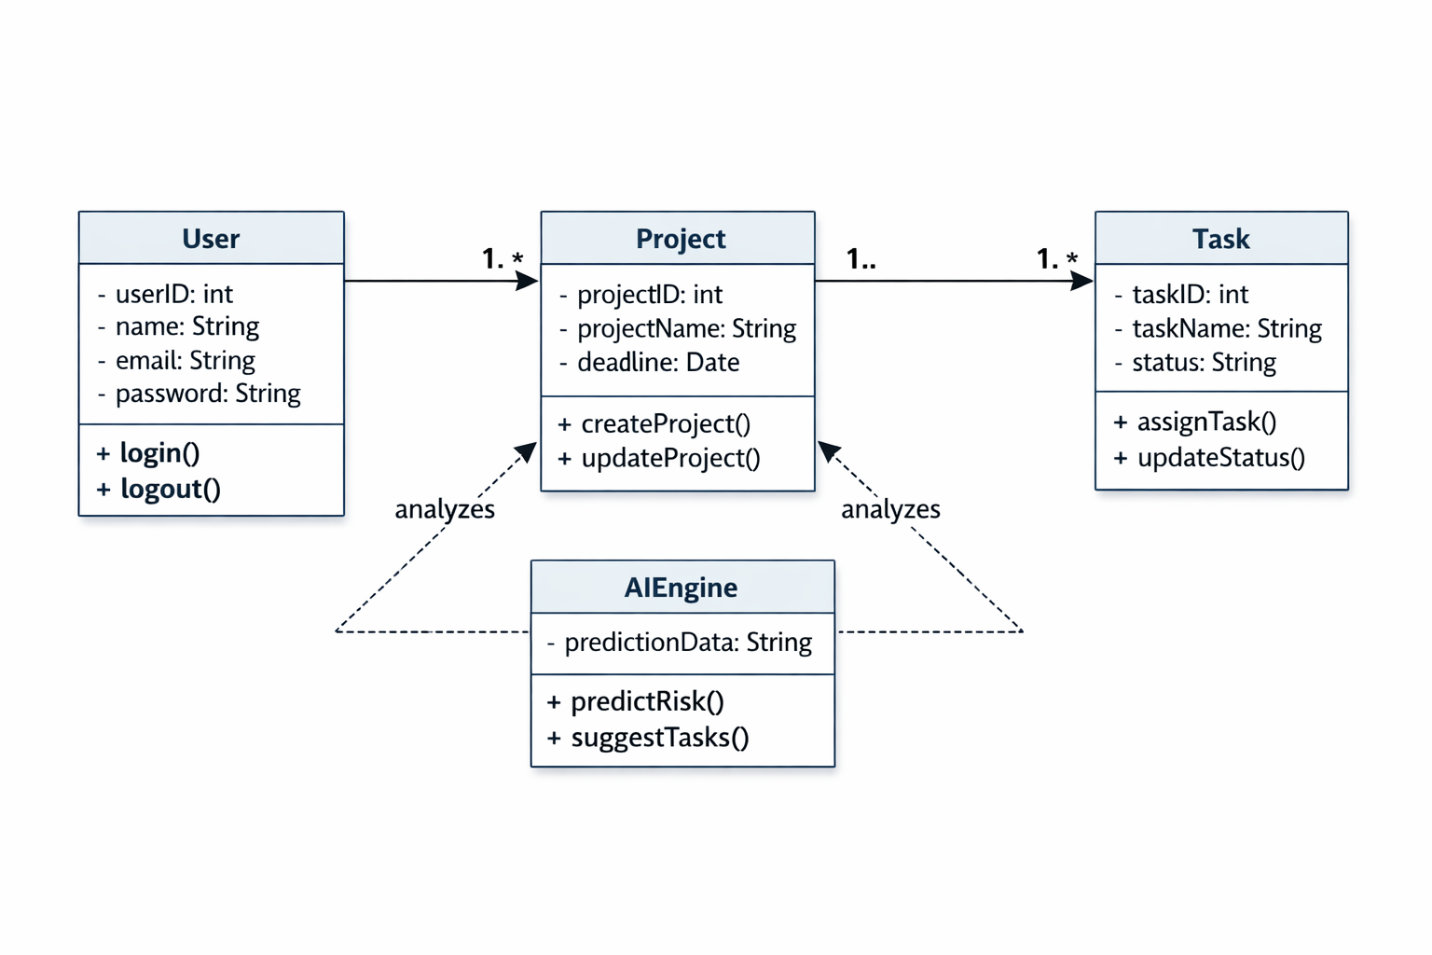 User
- userID: int
- name: String
- email: String
- password: String
+ login()
+ logout()
1. *
Project
- projectID: int
- projectName: String
- deadline: Date
+ createProject()
+ updateProject()
1..
1. *
Task
- taskID: int
- taskName: String
- status: String
+ assignTask()
+ updateStatus()
analyzes
analyzes
AIEngine
- predictionData: String
+ predictRisk()
+ suggestTasks()